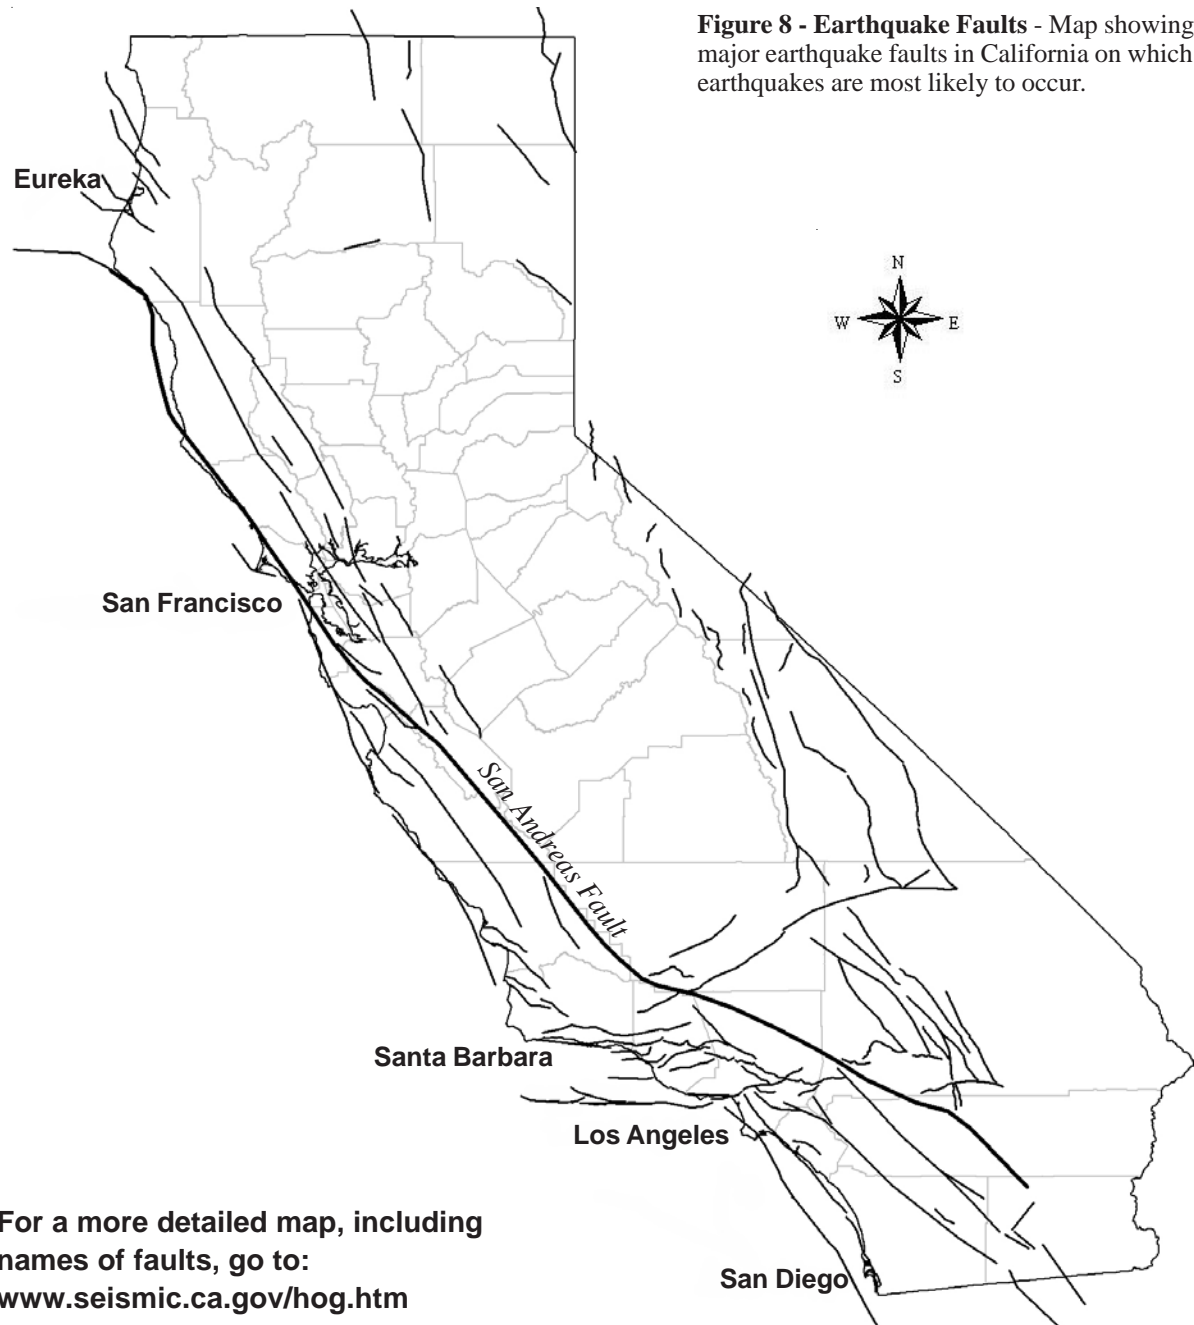 Figure 8 - Earthquake Faults - Map showing
major earthquake faults in California on which
earthquakes are most likely to occur.
Eureka
N
W
E
S
San Francisco
San Andreas Fault
Santa Barbara
Los Angeles
San Diego
For a more detailed map, including
names of faults, go to:
www.seismic.ca.gov/hog.htm